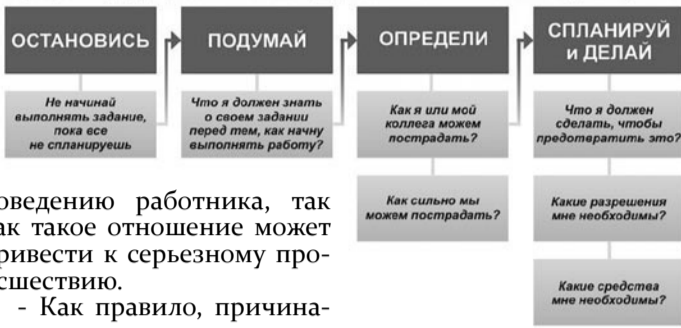 ОСТАНОВИСЬ
Не начинай
выполнять задание,
пока все
не спланируешь
ПОДУМАЙ
Что я должен знать
о своем задании
перед тем, как начну
выполнять работу?
ОПРЕДЕЛИ
Как я или мой
коллега можем
пострадать?
Как сильно мы
можем пострадать?
СПЛАНИРУЙ
и ДЕЛАЙ
Что я должен
сделать, чтобы
предотвратить это?
Какие разрешения
мне необходимы?
Какие средства
мне необходимы?
оведению работника, так
ак такое отношение может
ривести к серьезному про-
сшествию.
- Как правило, причина-